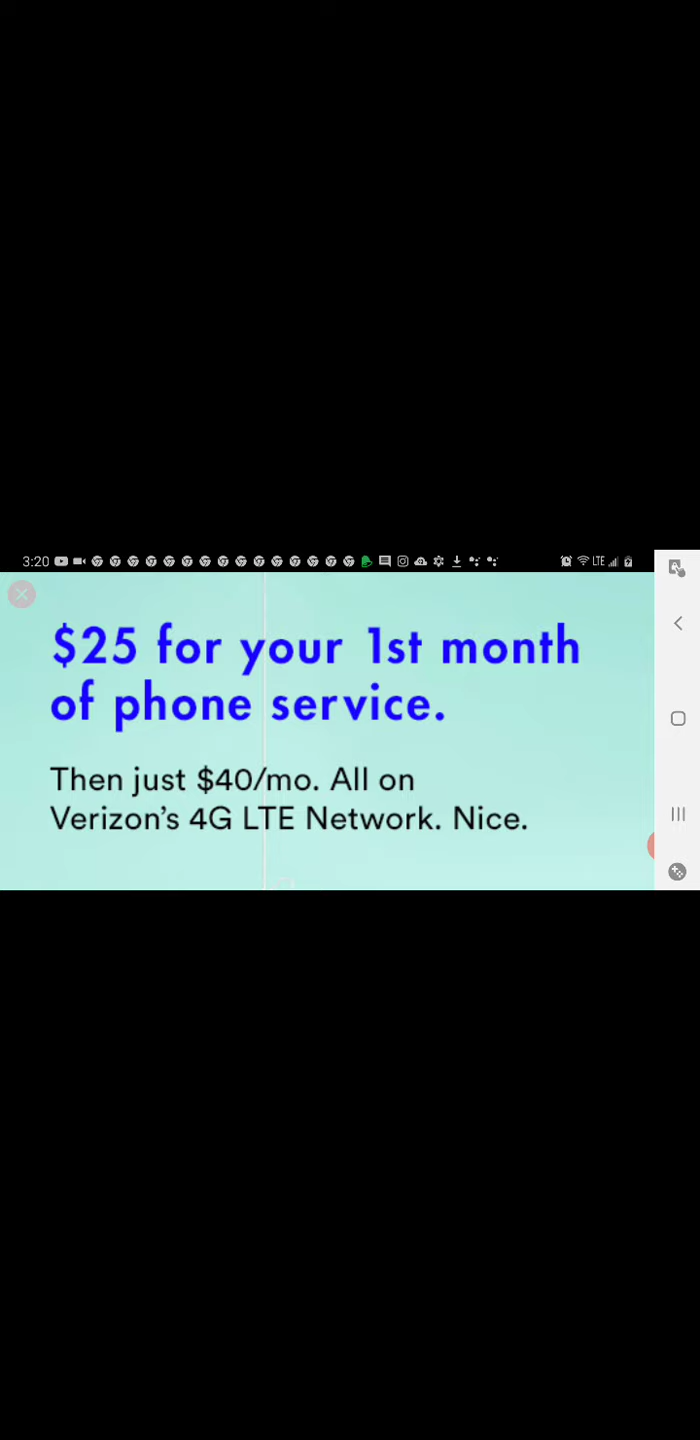 3:20 LTE
$25 for your 1st month
of phone service.
Then just $40/mo. All on
Verizon's 4G LTE Network. Nice.